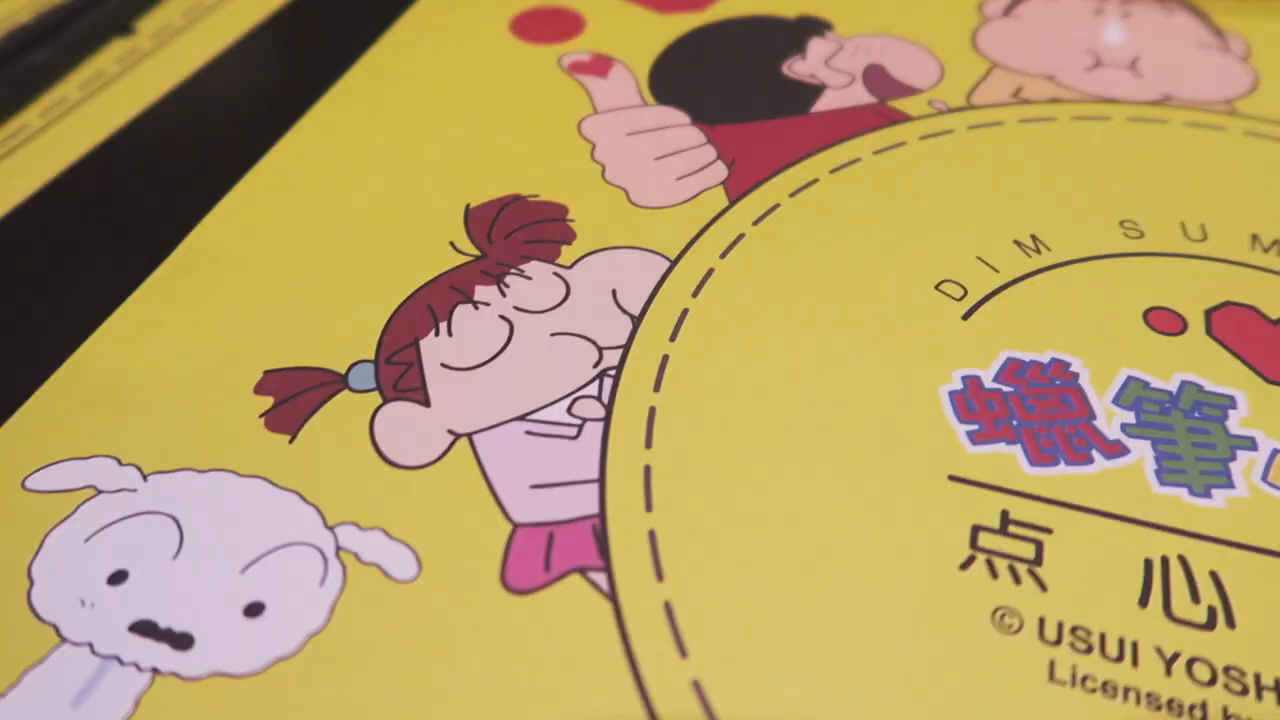 DIM SUM
蠟筆
点心
© USUI YOSH
Licensed